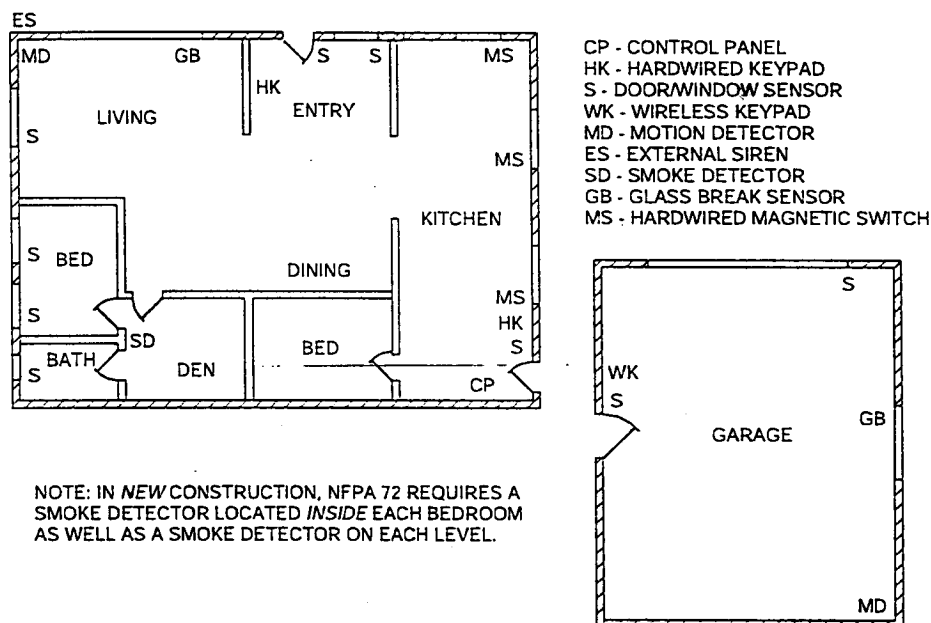 ES
MD GB S S MS
HK
LIVING ENTRY
S
MS
KITCHEN
S BED
DINING
MS
S HK
SD S
BATH BED
DEN
S CP
CP - CONTROL PANEL
HK - HARDWIRED KEYPAD
S - DOOR/WINDOW SENSOR
WK - WIRELESS KEYPAD
MD - MOTION DETECTOR
ES - EXTERNAL SIREN
SD - SMOKE DETECTOR
GB - GLASS BREAK SENSOR
MS - HARDWIRED MAGNETIC SWITCH
S
WK
S
GB
GARAGE
MD
NOTE: IN NEW CONSTRUCTION, NFPA 72 REQUIRES A
SMOKE DETECTOR LOCATED INSIDE EACH BEDROOM
AS WELL AS A SMOKE DETECTOR ON EACH LEVEL.